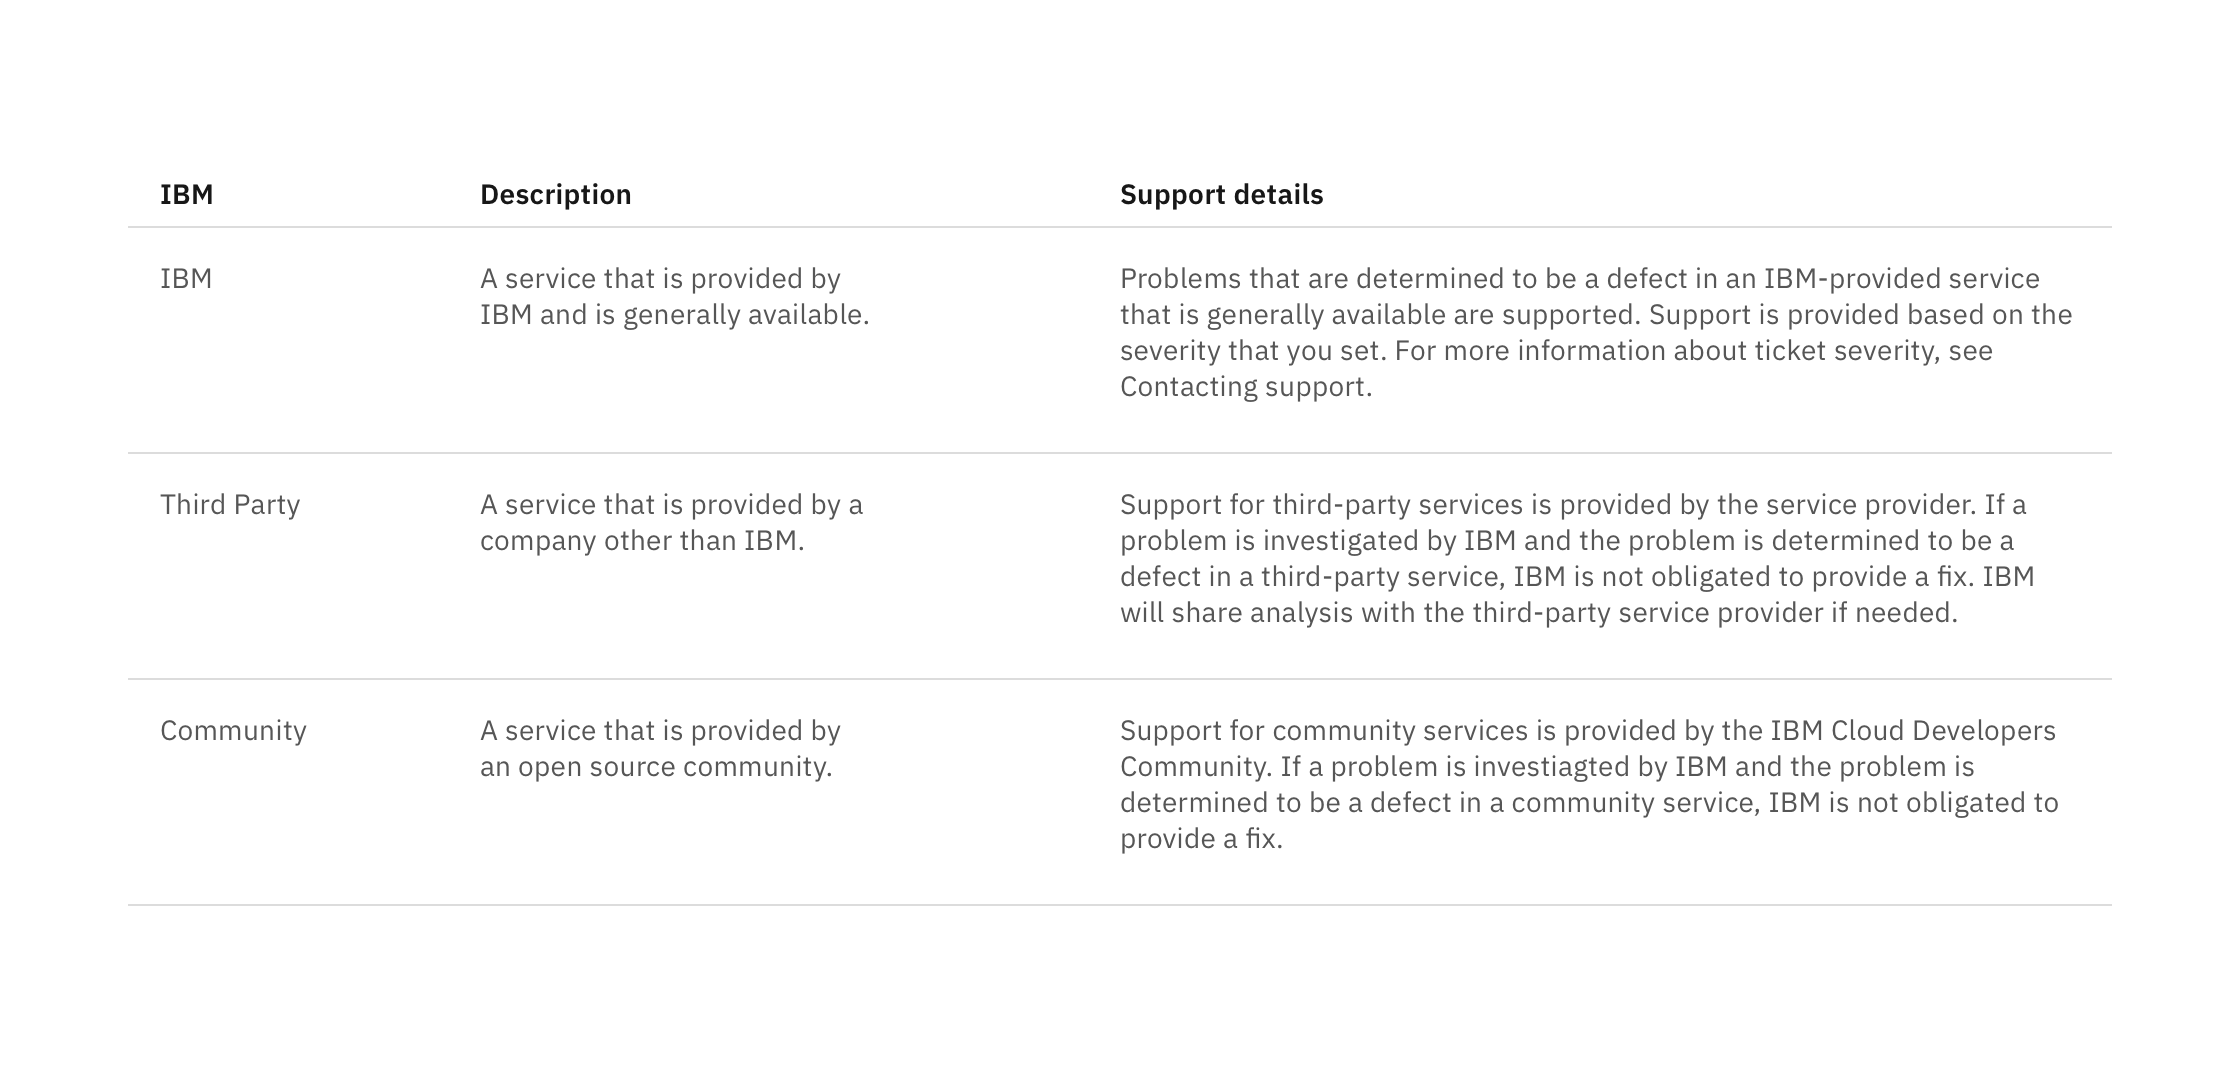 IBM
Description
Support details
IBM
A service that is provided by
IBM and is generally available.
Problems that are determined to be a defect in an IBM-provided service
that is generally available are supported. Support is provided based on the
severity that you set. For more information about ticket severity, see
Contacting support.
Third Party
A service that is provided by a
company other than IBM.
Support for third-party services is provided by the service provider. If a
problem is investigated by IBM and the problem is determined to be a
defect in a third-party service, IBM is not obligated to provide a fix. IBM
will share analysis with the third-party service provider if needed.
Community
A service that is provided by
an open source community.
Support for community services is provided by the IBM Cloud Developers
Community. If a problem is investiagted by IBM and the problem is
determined to be a defect in a community service, IBM is not obligated to
provide a fix.